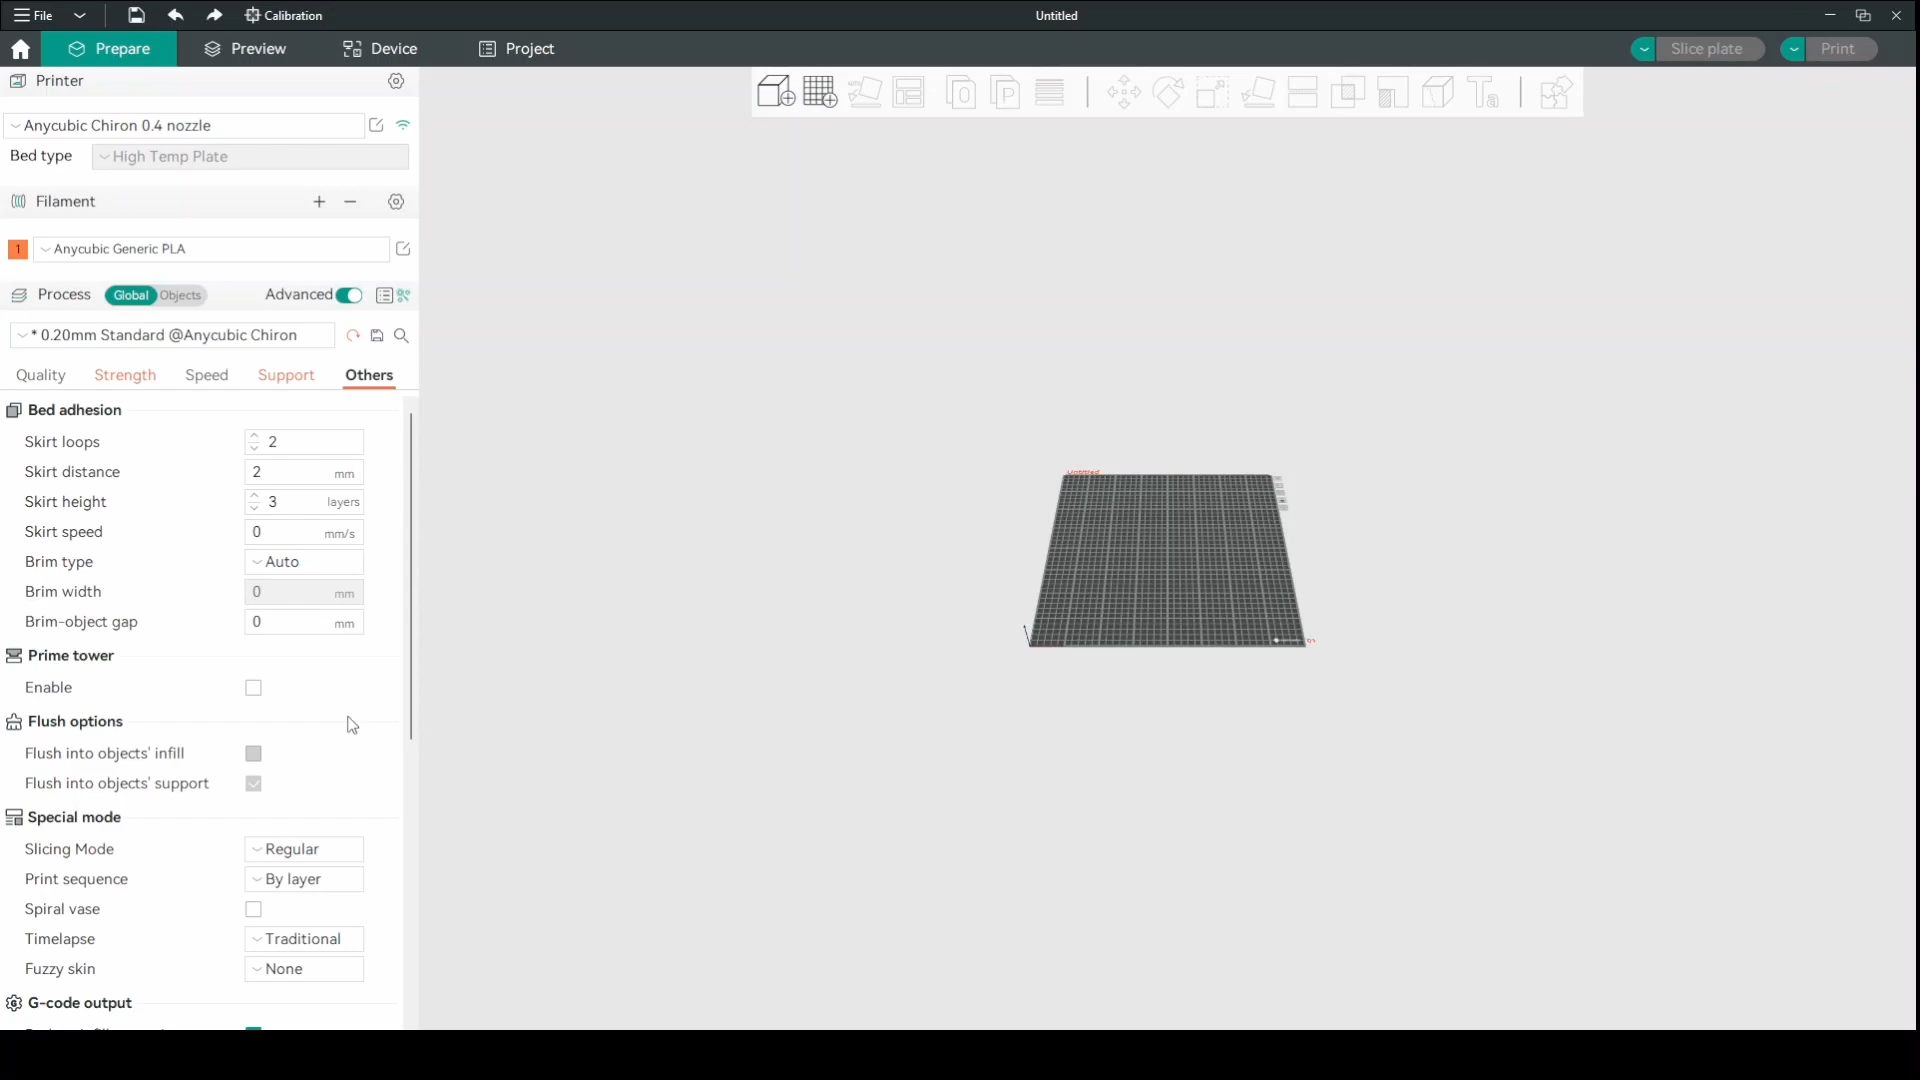 File
Calibration
Untitled
Prepare
Preview
Device
Project
Slice plate
Print
Printer
Anycubic Chiron 0.4 nozzle
Bed type
High Temp Plate
Filament
1
Anycubic Generic PLA
Process
Global
Objects
Advanced
* 0.20mm Standard @Anycubic Chiron
Quality
Strength
Speed
Support
Others
Bed adhesion
Skirt loops
2
Skirt distance
2 mm
Skirt height
3 layers
Skirt speed
0 mm/s
Brim type
Auto
Brim width
0 mm
Brim-object gap
0 mm
Prime tower
Enable
Flush options
Flush into objects' infill
Flush into objects' support
Special mode
Slicing Mode
Regular
Print sequence
By layer
Spiral vase
Timelapse
Traditional
Fuzzy skin
None
G-code output
Untitled